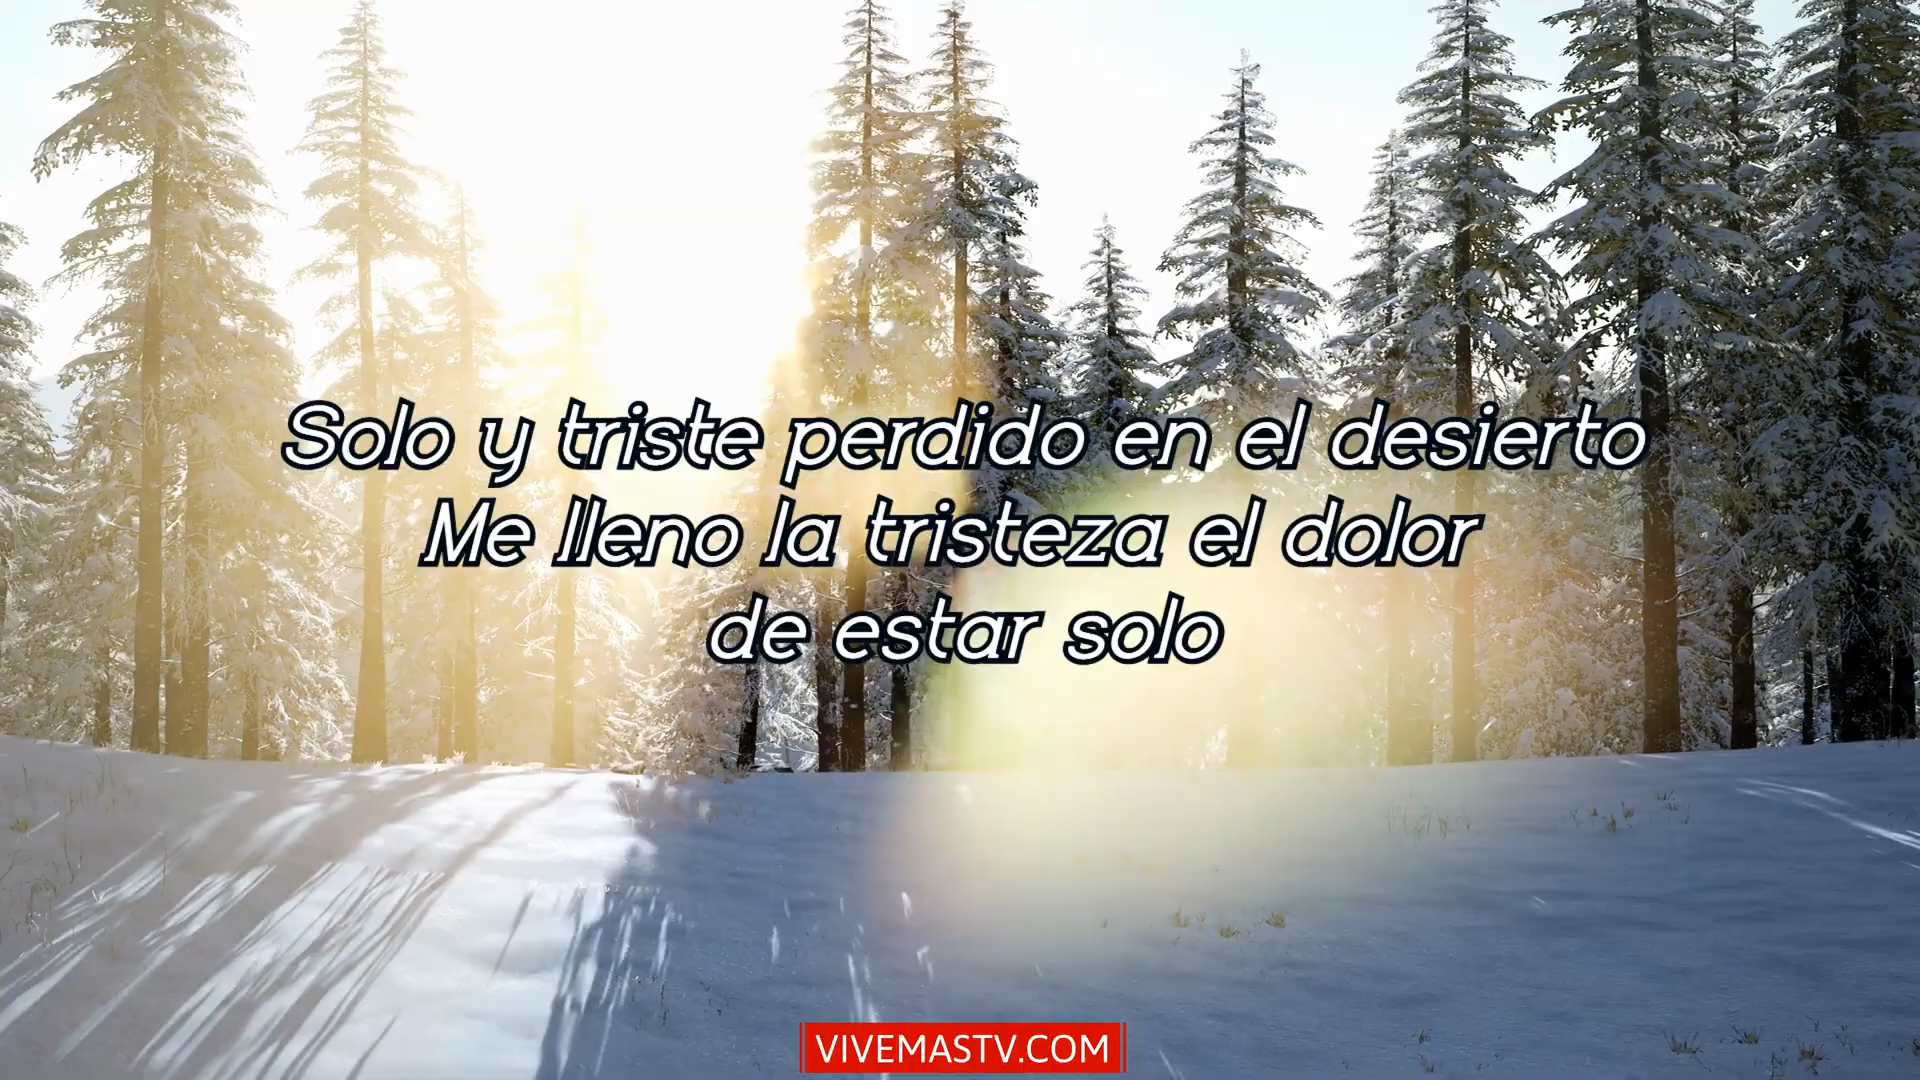 Solo y triste perdido en el desierto
Me lleno la tristeza el dolor
de estar solo
VIVEMASTV.COM